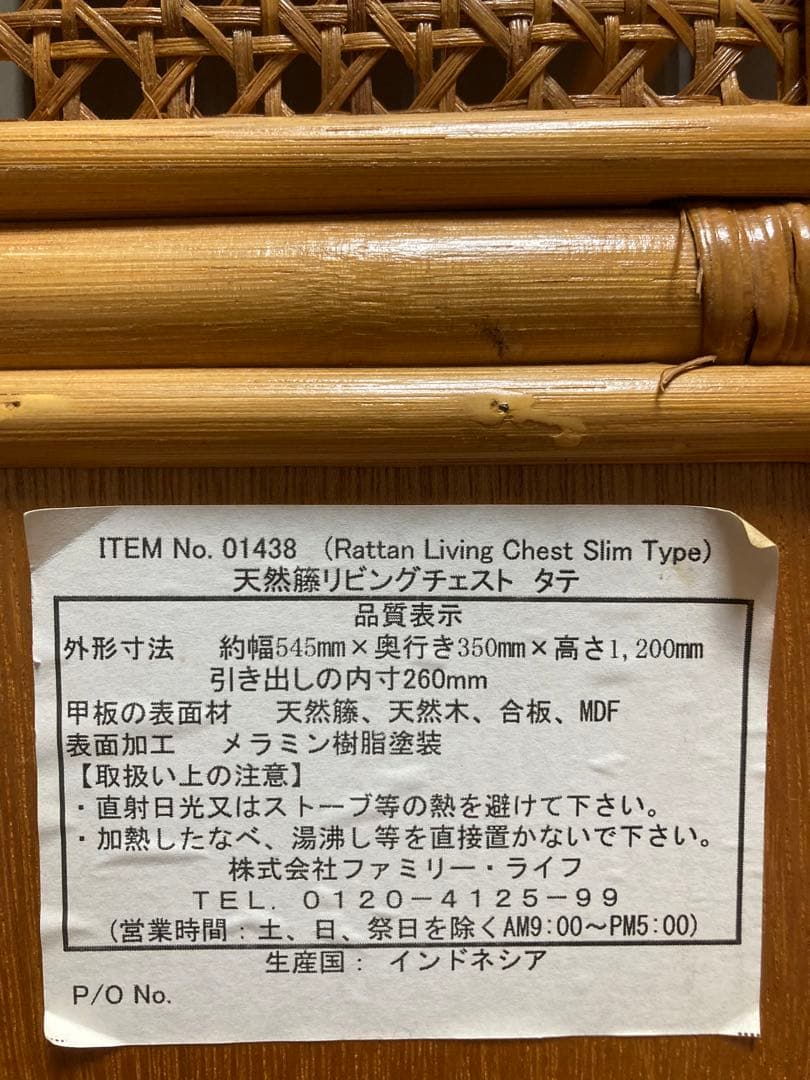 ITEM No. 01438 (Rattan Living Chest Slim Type)
天然籐リビングチェスト タテ
品質表示
外形寸法 約幅545mm×奥行き350mm×高さ1,200mm
引き出しの内寸260mm
甲板の表面材 天然籐、天然木、合板、MDF
表面加工 メラミン樹脂塗装
【取扱い上の注意】
・直射日光又はストーブ等の熱を避けて下さい。
・加熱したなべ、湯沸し等を直接置かないで下さい。
株式会社ファミリー・ライフ
TEL. 0120-4125-99
(営業時間:土、日、祭日を除くAM9:00〜PM5:00)
生産国: インドネシア
P/O No.